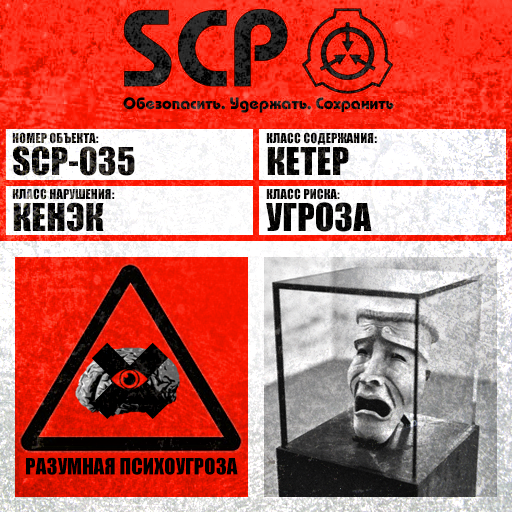 SCP
Обезопасить. Удержать. Сохранить
НОМЕР ОБЪЕКТА:
SCP-035
КЛАСС СОДЕРЖАНИЯ:
КЕТЕР
КЛАСС НАРУШЕНИЯ:
КЕНЭК
КЛАСС РИСКА:
УГРОЗА
РАЗУМНАЯ ПСИХОУГРОЗА